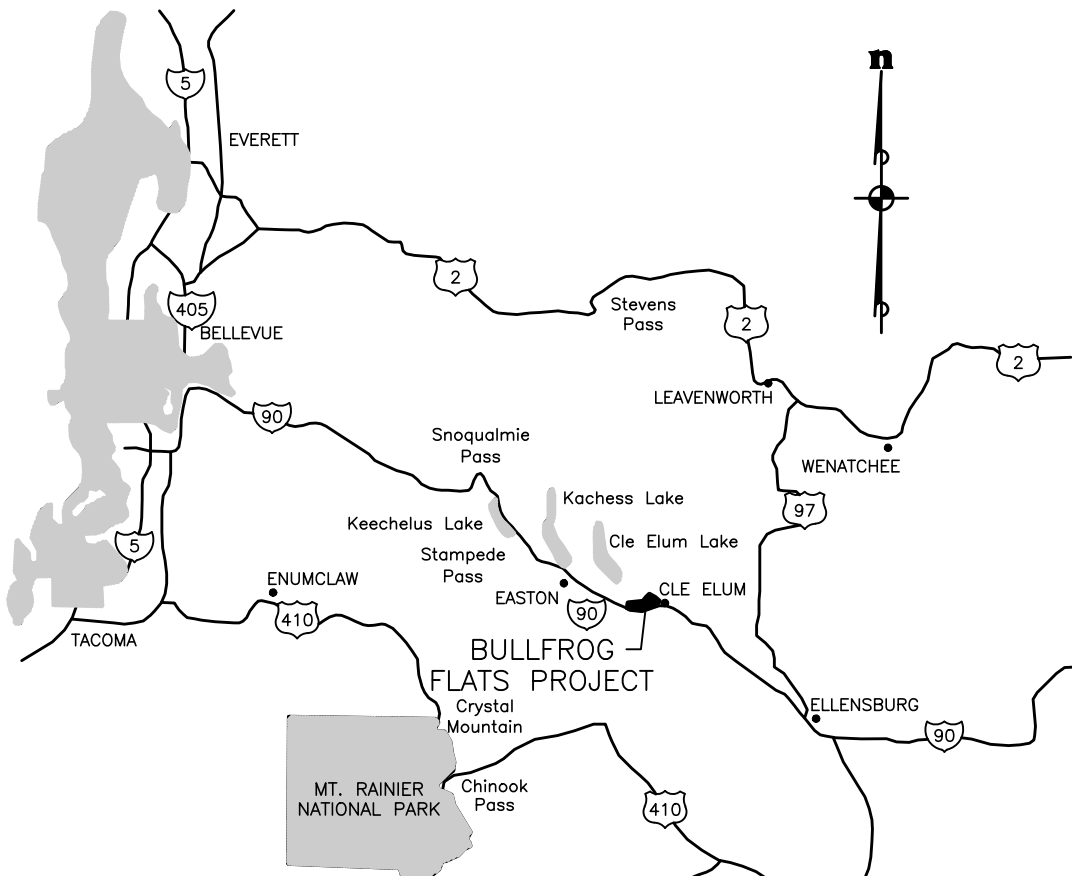 n
5
EVERETT
2
Stevens
Pass
405
BELLEVUE
2
2
LEAVENWORTH
90
Snoqualmie
Pass
WENATCHEE
Kachess Lake
97
Keechelus Lake
Cle Elum Lake
5
Stampede
Pass
ENUMCLAW
EASTON
CLE ELUM
410
90
TACOMA
BULLFROG
FLATS PROJECT
Crystal
Mountain
ELLENSBURG
90
MT. RAINIER
NATIONAL PARK
Chinook
Pass
410